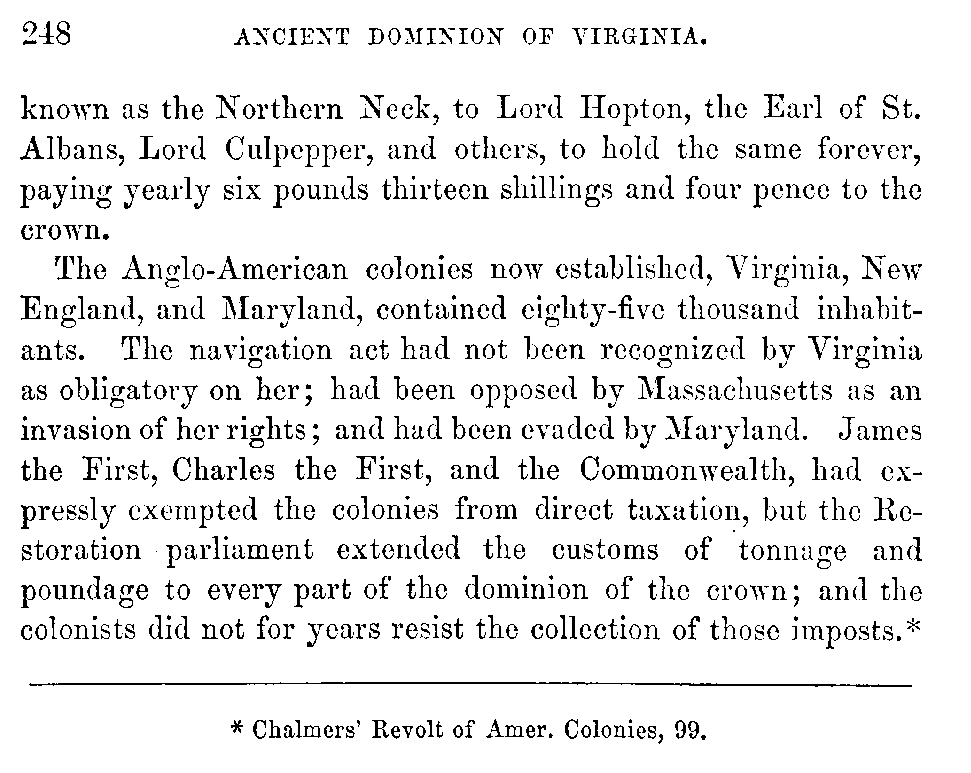 248 ANCIENT DOMINION OF VIRGINIA.
known as the Northern Neck, to Lord Hopton, the Earl of St.
Albans, Lord Culpepper, and others, to hold the same forever,
paying yearly six pounds thirteen shillings and four pence to the
crown.
The Anglo-American colonies now established, Virginia, New
England, and Maryland, contained eighty-five thousand inhabit-
ants. The navigation act had not been recognized by Virginia
as obligatory on her; had been opposed by Massachusetts as an
invasion of her rights; and had been evaded by Maryland. James
the First, Charles the First, and the Commonwealth, had ex-
pressly exempted the colonies from direct taxation, but the Re-
storation parliament extended the customs of tonnage and
poundage to every part of the dominion of the crown; and the
colonists did not for years resist the collection of those imposts.*
* Chalmers' Revolt of Amer. Colonies, 99.